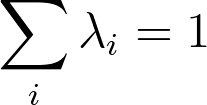 ∑_i λ_i = 1